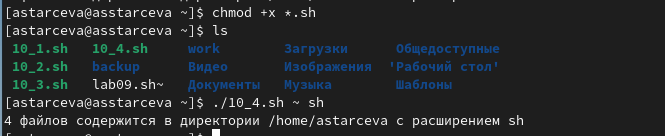 [astarceva@asstarceva ~]$ chmod +x *.sh
[astarceva@asstarceva ~]$ ls
10_1.sh 10_4.sh work Загрузки Общедоступные
10_2.sh backup Видео Изображения 'Рабочий стол'
10_3.sh lab09.sh~ Документы Музыка Шаблоны
[astarceva@asstarceva ~]$ ./10_4.sh ~ sh
4 файлов содержится в директории /home/astarceva с расширением sh